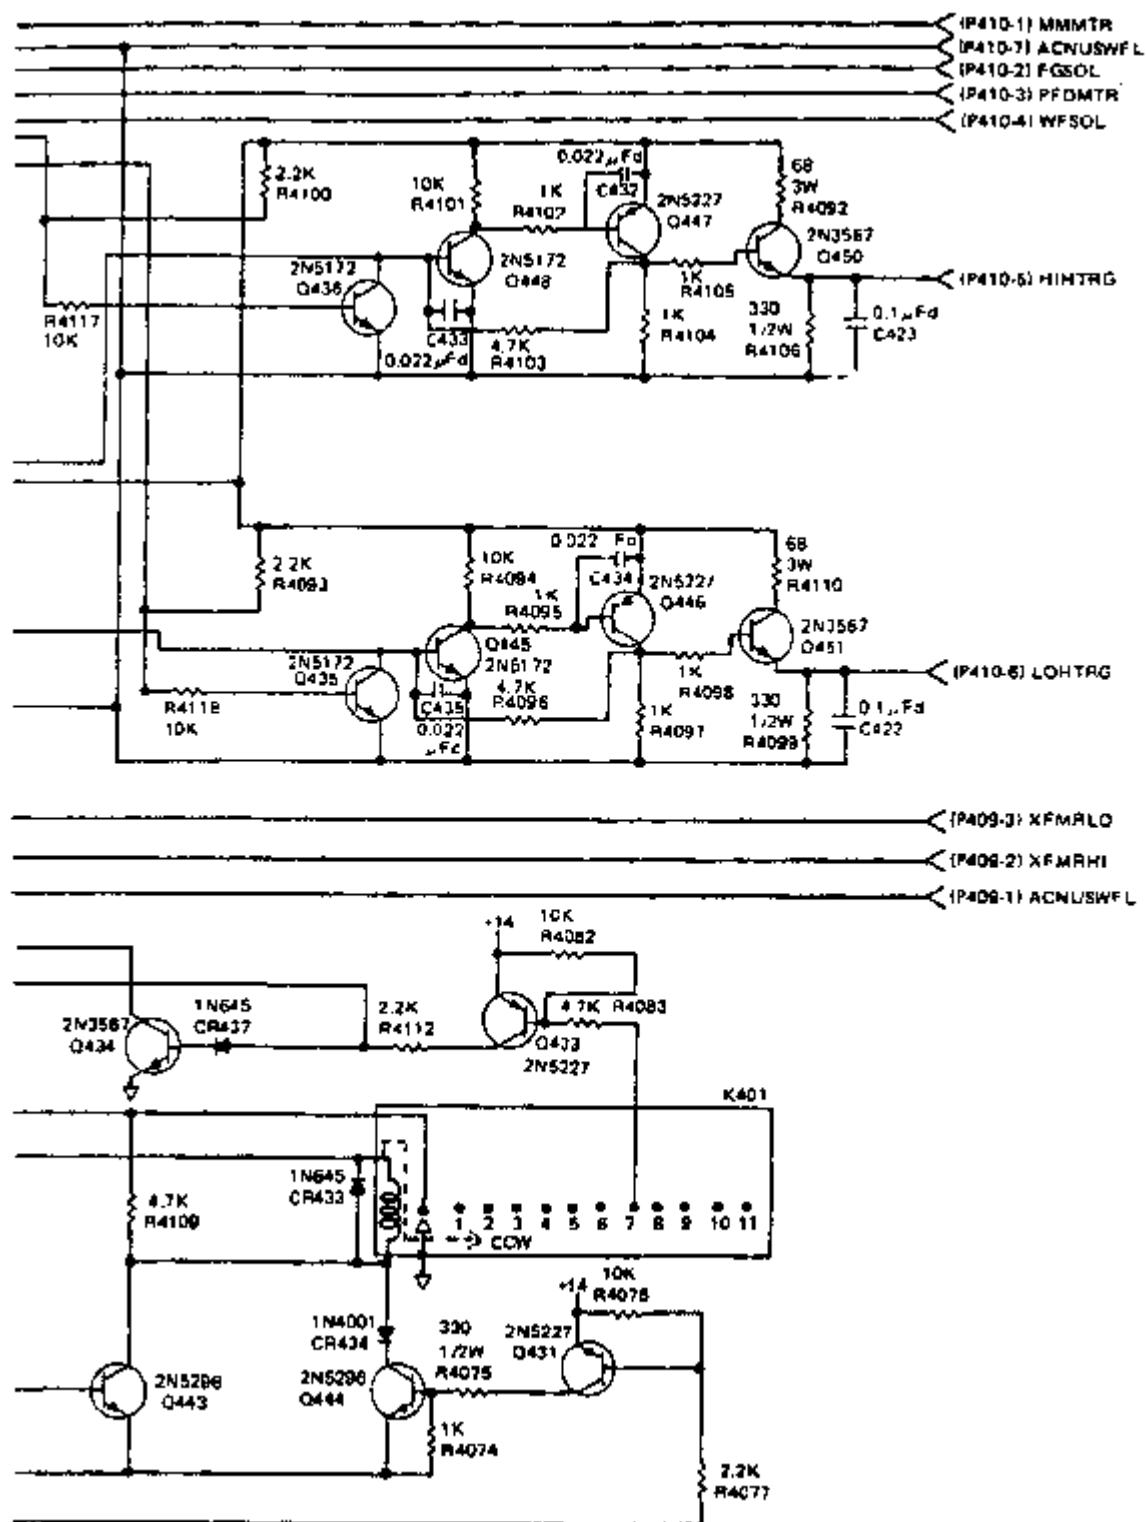 (P410-1) MMMTR
(P410-7) ACNUSWFL
(P410-2) FGSOL
(P410-3) PFDMTR
(P410-4) WFSOL
2.2K
R4100
10K
R4101
1K
R4102
0.022µFd
C432
2N5227
Q447
68
3W
R4092
2N3567
Q450
2N5172
Q436
2N5172
Q448
1K
R4105
(P410-5) HIHTRG
R4117
10K
C433
0.022µFd
4.7K
R4103
1K
R4104
330
1/2W
R4106
0.1µFd
C423
2.2K
R4093
10K
R4094
1K
R4095
0.022 Fd
C434
2N5227
Q446
68
3W
R4110
2N3567
Q451
2N5172
Q435
Q445
2N5172
1K
R4098
(P410-6) LOHTRG
R4118
10K
C435
0.022
µFd
4.7K
R4096
1K
R4097
330
1/2W
R4099
0.1µFd
C422
(P409-3) XFMRLO
(P409-2) XFMRHI
(P409-1) ACNUSWFL
+14
10K
R4082
2N3567
Q434
1N645
CR437
2.2K
R4112
4.7K R4083
Q433
2N5227
K401
1N645
CR433
4.7K
R4109
1 2 3 4 5 6 7 8 9 10 11
CCW
+14
10K
R4076
1N4001
CR434
330
1/2W
R4075
2N5227
Q431
2N5296
Q443
2N5296
Q444
1K
R4074
2.2K
R4077